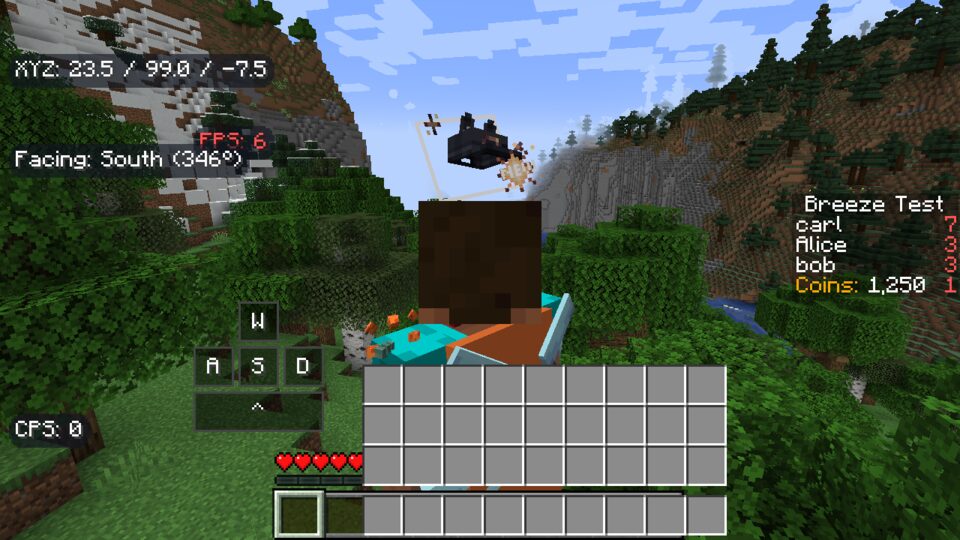 XYZ: 23.5 / 99.0 / -7.5
FPS: 6
Facing: South (346°)
Breeze Test
carl 7
Alice 3
bob 3
Coins: 1,250 1
W
A S D
^
CPS: 0